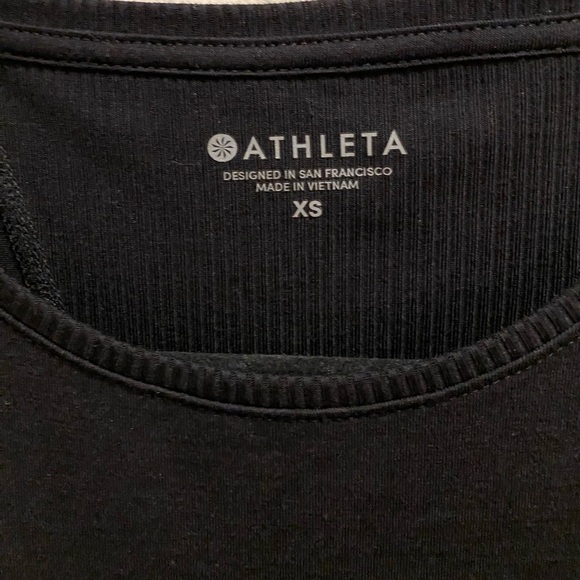 ATHLETA
DESIGNED IN SAN FRANCISCO
MADE IN VIETNAM
XS